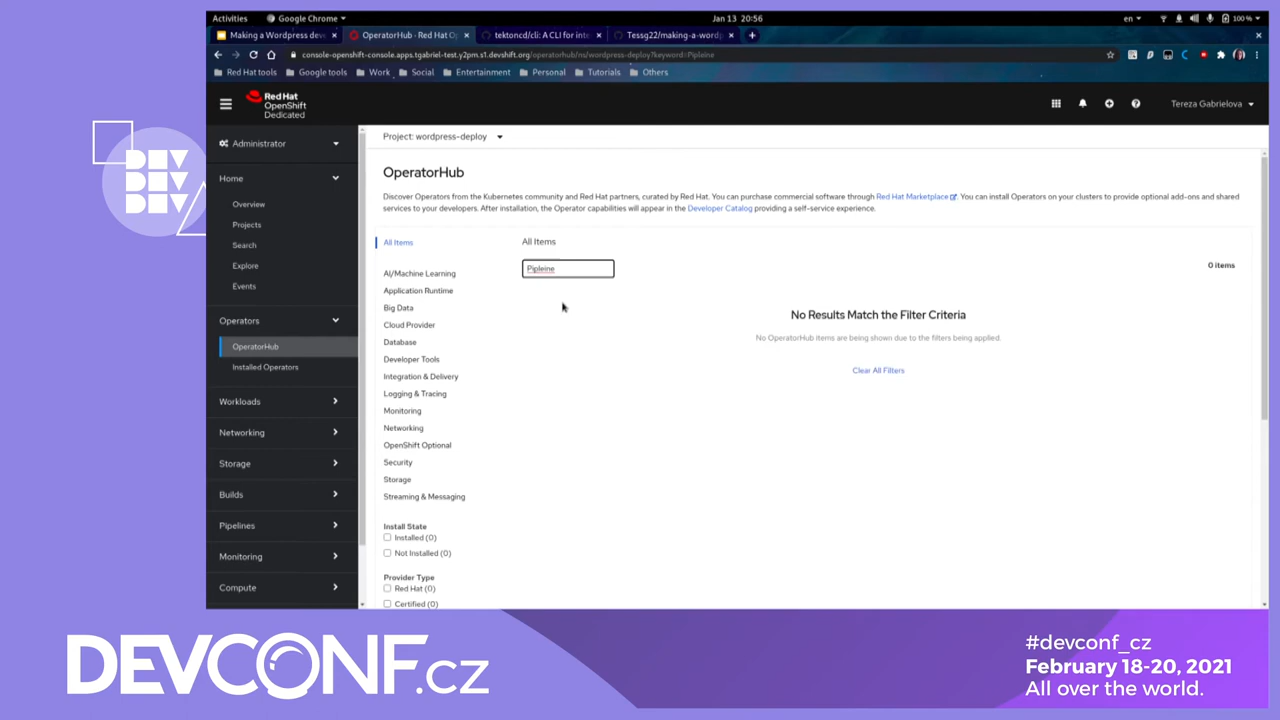 Activities
Google Chrome
Jan 13 20:56
en
100 %
OperatorHub · Red Hat O
tektoncd/cli: A CLI for inte
console-openshift-console.apps.tgabriel-test.y2pm.s1.devshift.org/operatorhub/ns/wordpress-deploy?keyword=Pipleine
Red Hat tools
Google tools
Work
Social
Entertainment
Personal
Tutorials
Others
Red Hat
OpenShift
Dedicated
Tereza Gabrielova
DEV
DEV
DEV
Administrator
Home
Overview
Projects
Search
Explore
Events
Operators
OperatorHub
Installed Operators
Workloads
Networking
Storage
Builds
Pipelines
Monitoring
Compute
Project: wordpress-deploy
OperatorHub
Discover Operators from the Kubernetes community and Red Hat partners, curated by Red Hat. You can purchase commercial software through Red Hat Marketplace. You can install Operators on your clusters to provide optional add-ons and shared
services to your developers. After installation, the Operator capabilities will appear in the Developer Catalog providing a self-service experience.
All Items
AI/Machine Learning
Application Runtime
Big Data
Cloud Provider
Database
Developer Tools
Integration & Delivery
Logging & Tracing
Monitoring
Networking
OpenShift Optional
Security
Storage
Streaming & Messaging
Install State
Installed (0)
Not Installed (0)
Provider Type
Red Hat (0)
Certified (0)
All Items
Pipleine
0 items
No Results Match the Filter Criteria
No OperatorHub items are being shown due to the filters being applied.
Clear All Filters
DEVCONF.cz
#devconf_cz
February 18-20, 2021
All over the world.